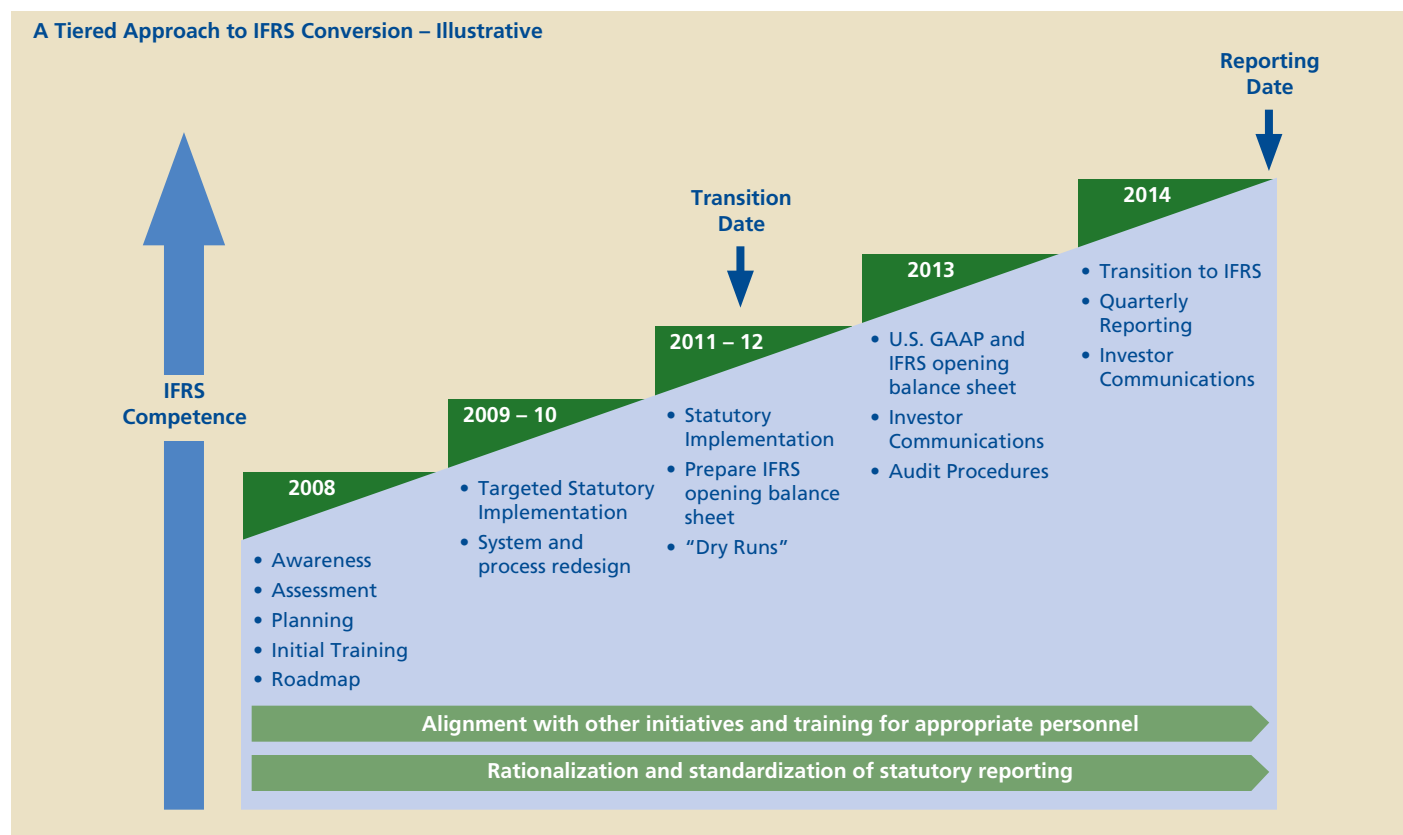 A Tiered Approach to IFRS Conversion – Illustrative
Reporting
Date
Transition
Date
IFRS
Competence
2008
• Awareness
• Assessment
• Planning
• Initial Training
• Roadmap
2009 – 10
• Targeted Statutory
Implementation
• System and
process redesign
2011 – 12
• Statutory
Implementation
• Prepare IFRS
opening balance
sheet
• “Dry Runs”
2013
• U.S. GAAP and
IFRS opening
balance sheet
• Investor
Communications
• Audit Procedures
2014
• Transition to IFRS
• Quarterly
Reporting
• Investor
Communications
Alignment with other initiatives and training for appropriate personnel
Rationalization and standardization of statutory reporting